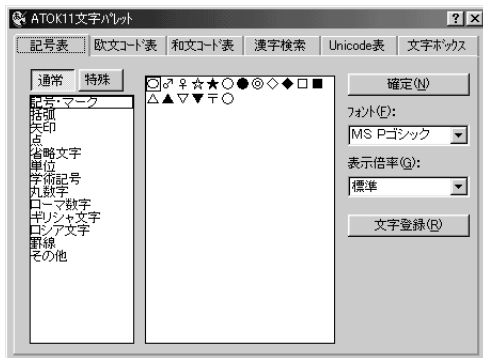 ATOK11文字パレット
記号表 欧文コード表 和文コード表 漢字検索 Unicode表 文字ボックス
通常 特殊
記号・マーク
括弧
矢印
点
省略文字
単位
学術記号
丸数字
ローマ数字
ギリシャ文字
ロシア文字
罫線
その他
〇♂♀☆★○●◎◇◆□■
△▲▽▼〒◯
確定(N)
フォント(F):
MS Pゴシック
表示倍率(G):
標準
文字登録(R)